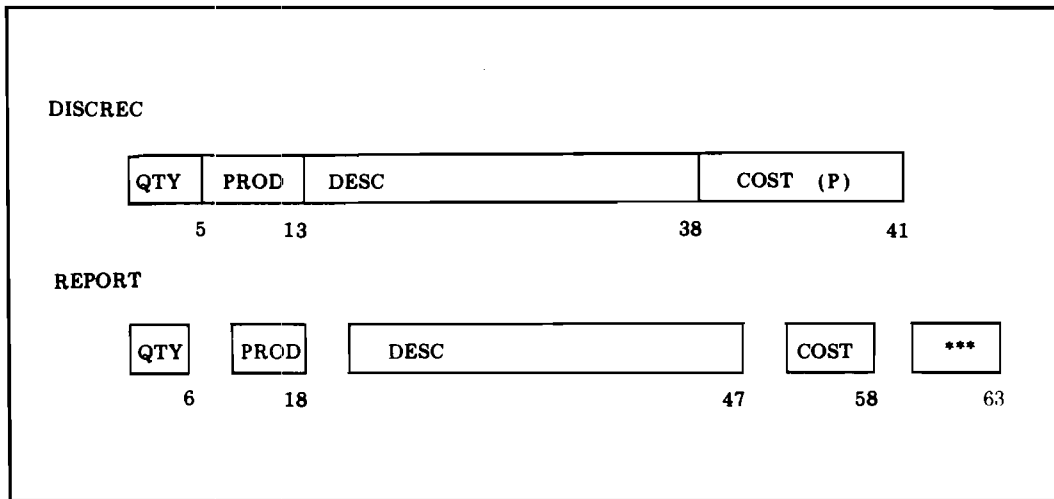 DISCREC
QTY PROD DESC COST (P)
5 13 38 41
REPORT
QTY PROD DESC COST ***
6 18 47 58 63